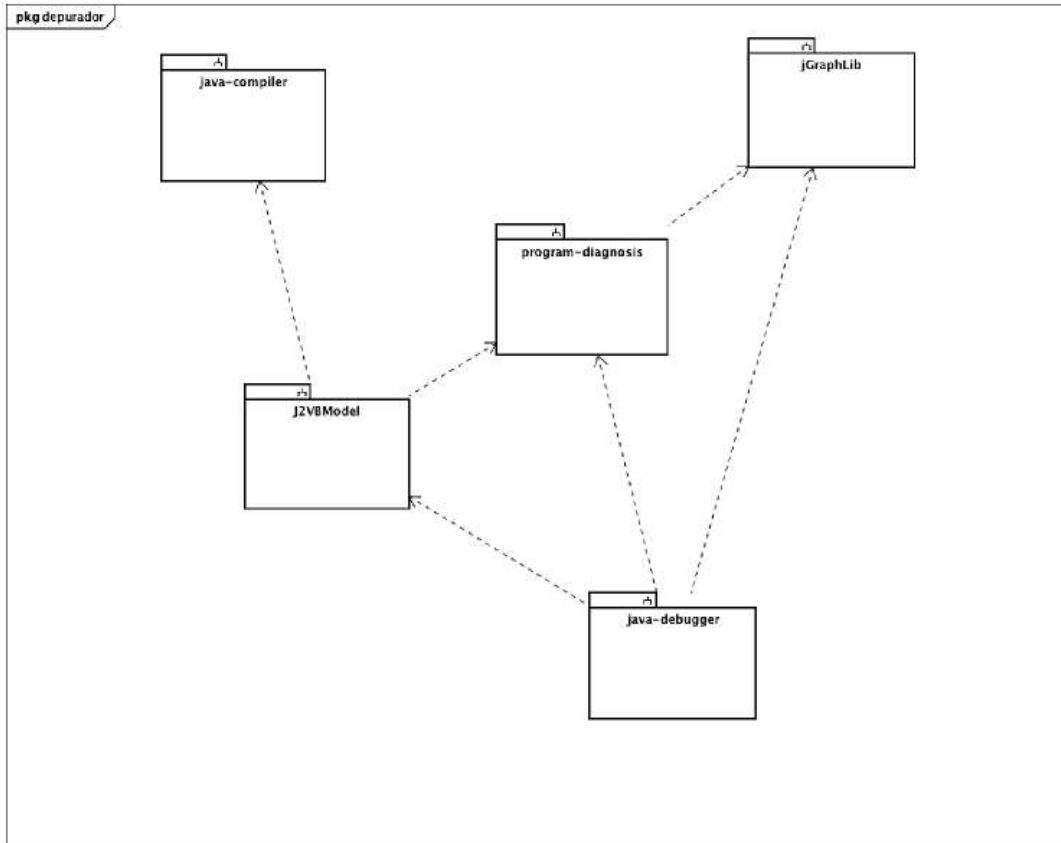 pkg depurador
jGraphLib
java-compiler
program-diagnosis
J2VBModel
java-debugger